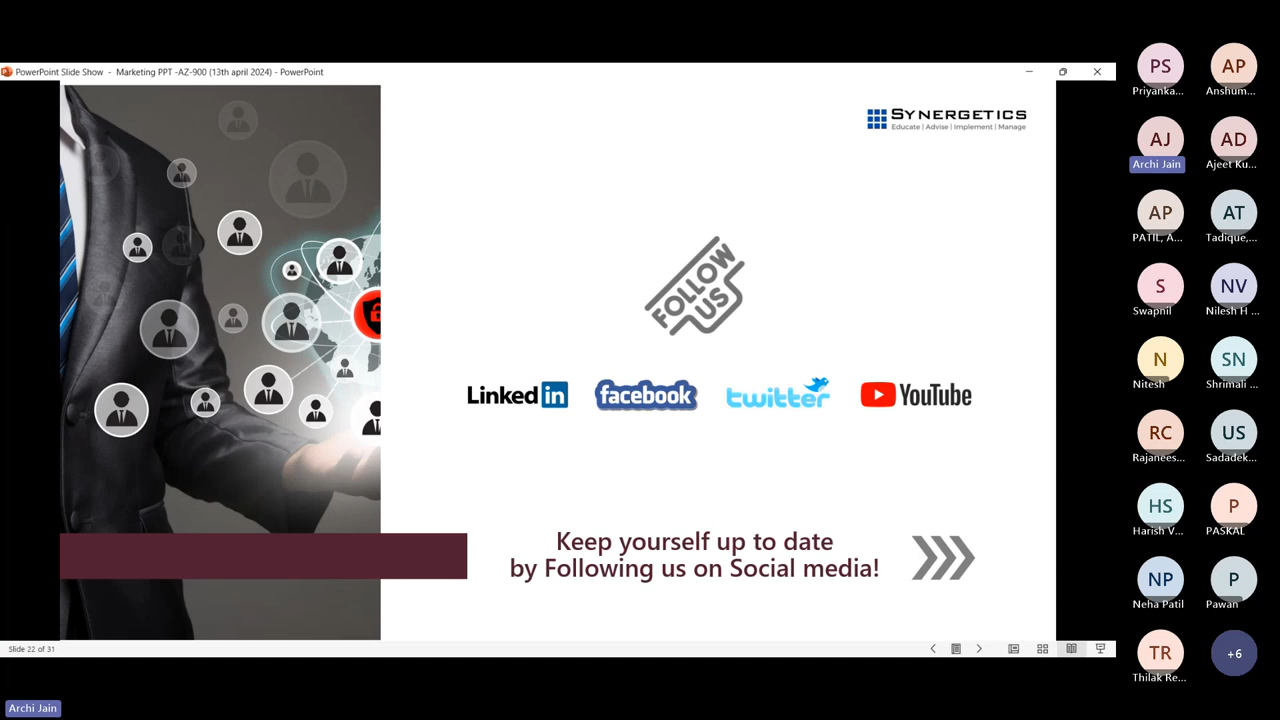 PowerPoint Slide Show - Marketing PPT -AZ-900 (13th april 2024) - PowerPoint
SYNERGETICS
Educate | Advise | Implement | Manage
FOLLOW
US
Linked in
facebook
twitter
YouTube
Keep yourself up to date
by Following us on Social media!
Slide 22 of 31
Archi Jain
PS
Priyanka...
AP
Anshum...
AJ
Archi Jain
AD
Ajeet Ku...
AP
PATIL, A...
AT
Tadique,...
S
Swapnil
NV
Nilesh H ...
N
Nitesh
SN
Shrimali ...
RC
Rajanees...
US
Sadadek...
HS
Harish V...
P
PASKAL
NP
Neha Patil
P
Pawan
TR
Thilak Re...
+6